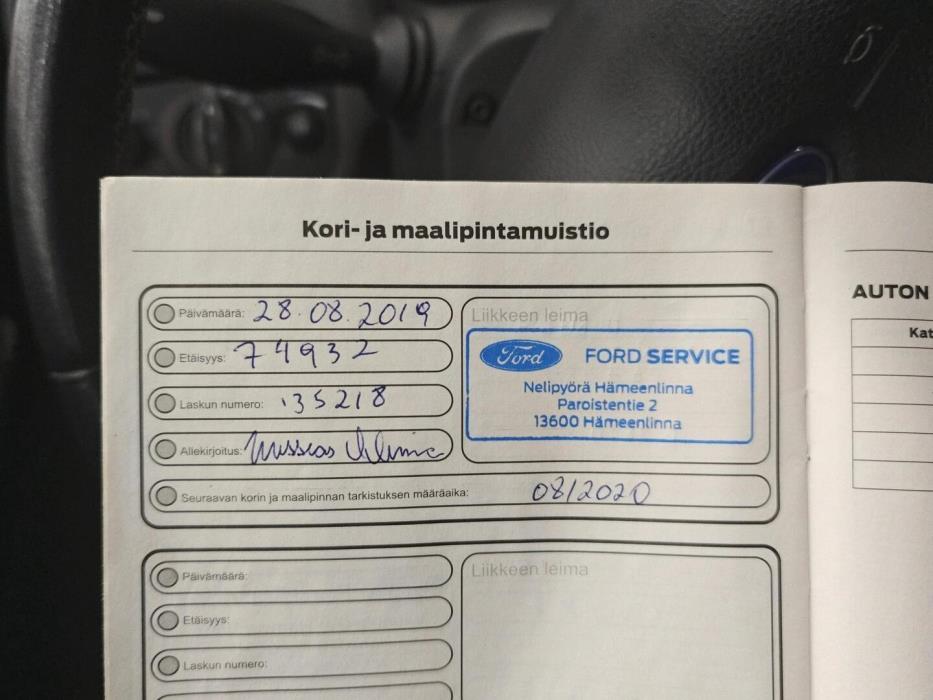 Kori- ja maalipintamuistio
Päivämäärä: 28.08.2019
Etäisyys: 74932
Laskun numero: 135218
Allekirjoitus:
Liikkeen leima
Ford FORD SERVICE
Nelipyörä Hämeenlinna
Paroistentie 2
13600 Hämeenlinna
Seuraavan korin ja maalipinnan tarkistuksen määräaika: 08/2020
Päivämäärä:
Etäisyys:
Laskun numero:
Liikkeen leima
AUTON
Kat